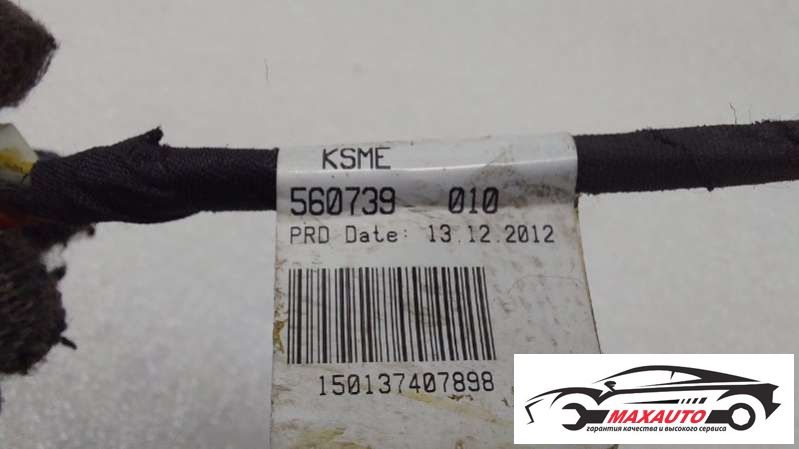 KSME
560739 010
PRD Date: 13.12.2012
150137407898
MAXAUTO
гарантия качества и высокого сервиса